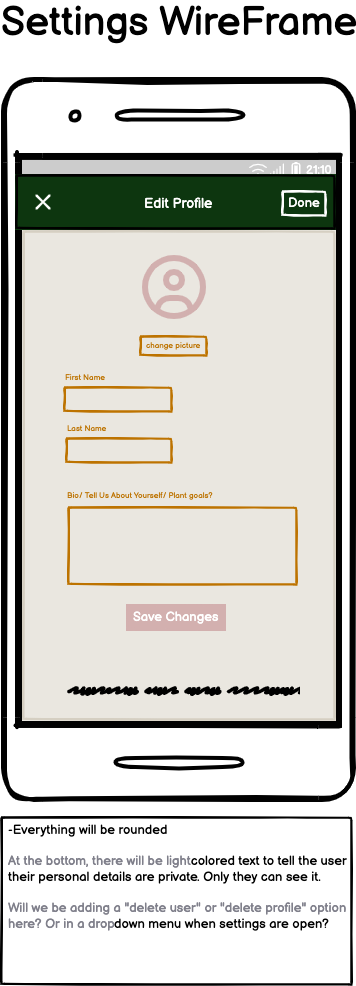 Settings WireFrame
21:10
Edit Profile
Done
change picture
First Name
Last Name
Bio/ Tell Us About Yourself/ Plant goals?
Save Changes
-Everything will be rounded
At the bottom, there will be lightcolored text to tell the user
their personal details are private. Only they can see it.
Will we be adding a "delete user" or "delete profile" option
here? Or in a dropdown menu when settings are open?